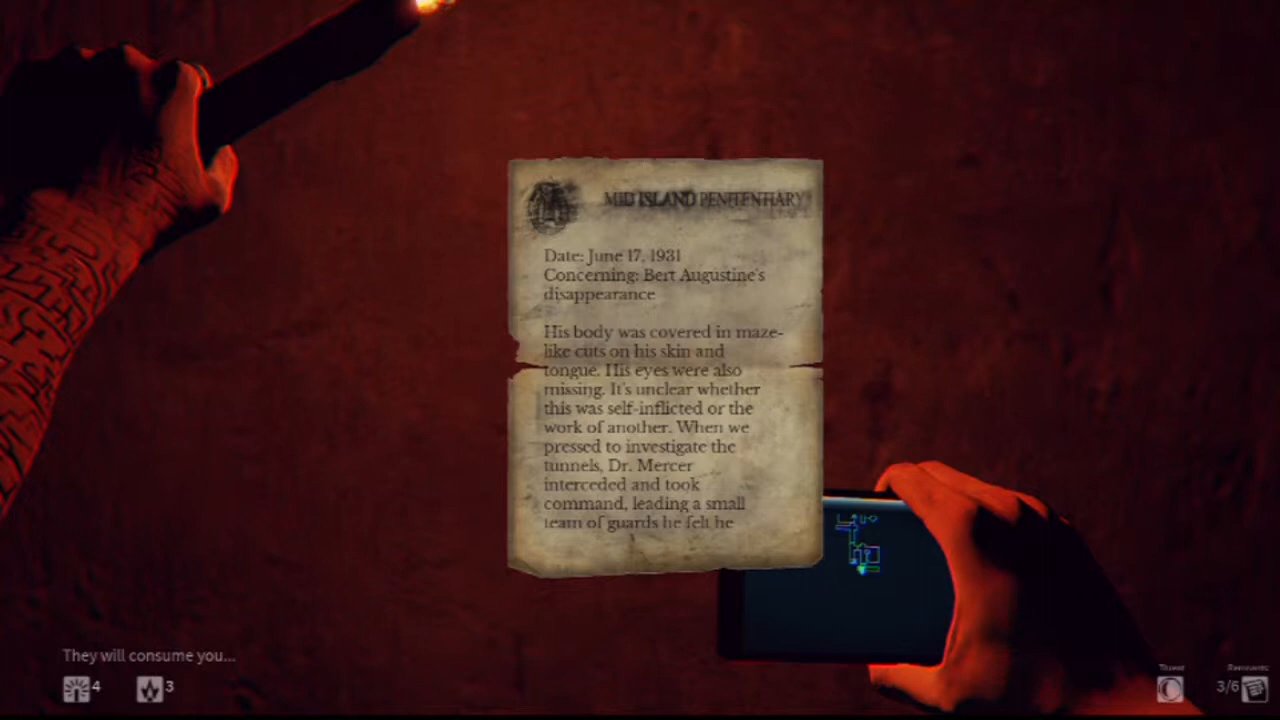 MID ISLAND PENITENTIARY
Date: June 17, 1931
Concerning: Bert Augustine's
disappearance
His body was covered in maze-
like cuts on his skin and
tongue. His eyes were also
missing. It's unclear whether
this was self-inflicted or the
work of another. When we
pressed to investigate the
tunnels, Dr. Mercer
interceded and took
command, leading a small
team of guards he felt he
They will consume you...
4
3
3/6